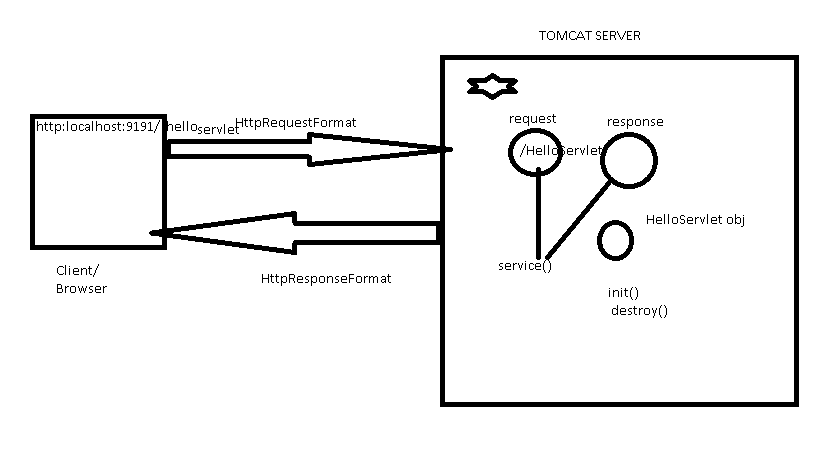 TOMCAT SERVER
http:localhost:9191/ hello servlet
HttpRequestFormat
request
response
/HelloServlet
HelloServlet obj
service()
Client/
Browser
HttpResponseFormat
init()
destroy()